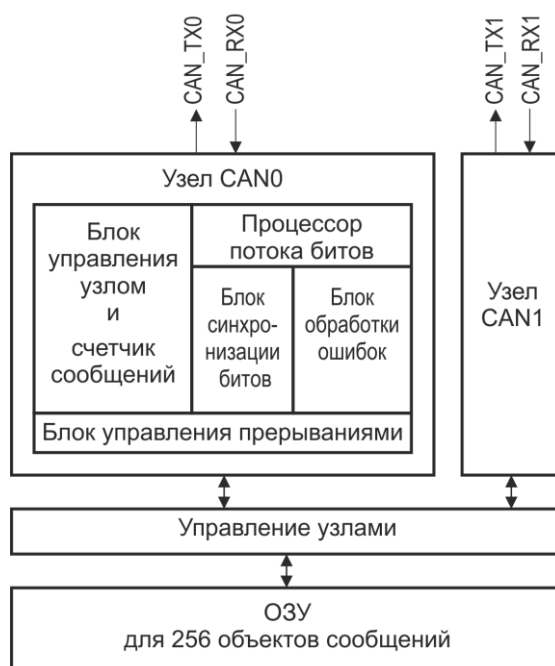 CAN_TX0
CAN_RX0
CAN_TX1
CAN_RX1
Узел CAN0
Блок
управления
узлом
и
счетчик
сообщений
Процессор
потока битов
Блок
синхро-
низации
битов
Блок
обработки
ошибок
Блок управления прерываниями
Узел
CAN1
Управление узлами
ОЗУ
для 256 объектов сообщений